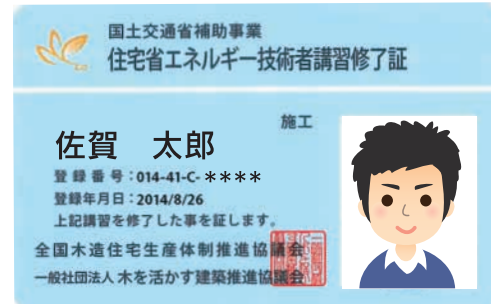 国土交通省補助事業
住宅省エネルギー技術者講習修了証
施工
佐賀 太郎
登録番号:014-41-C-＊＊＊＊
登録年月日:2014/8/26
上記講習を修了した事を証します。
全国木造住宅生産体制推進協議会
一般社団法人 木を活かす建築推進協議会